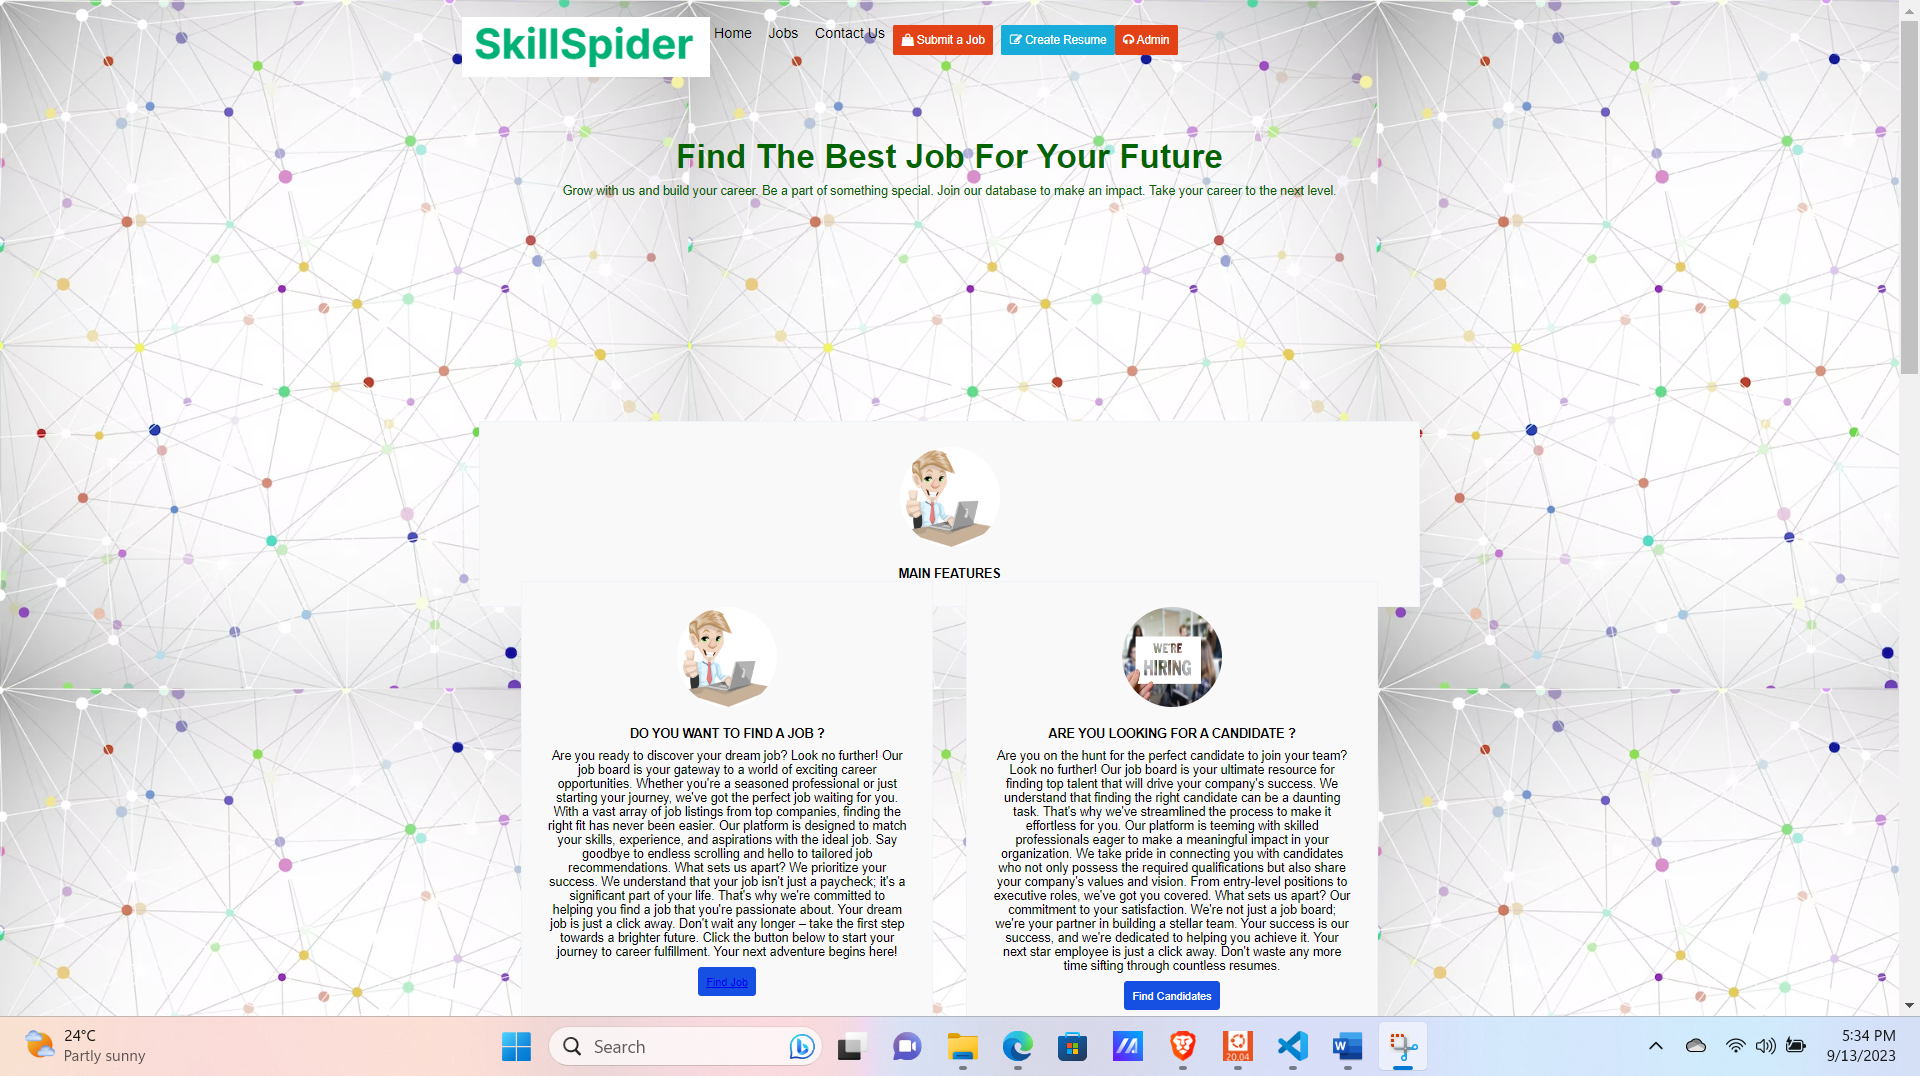 SkillSpider
Home Jobs Contact Us Submit a Job Create Resume Admin
Find The Best Job For Your Future
Grow with us and build your career. Be a part of something special. Join our database to make an impact. Take your career to the next level.
MAIN FEATURES
DO YOU WANT TO FIND A JOB ?
Are you ready to discover your dream job? Look no further! Our
job board is your gateway to a world of exciting career
opportunities. Whether you're a seasoned professional or just
starting your journey, we've got the perfect job waiting for you.
With a vast array of job listings from top companies, finding the
right fit has never been easier. Our platform is designed to match
your skills, experience, and aspirations with the ideal job. Say
goodbye to endless scrolling and hello to tailored job
recommendations. What sets us apart? We prioritize your
success. We understand that your job isn't just a paycheck; it's a
significant part of your life. That's why we're committed to
helping you find a job that you're passionate about. Your dream
job is just a click away. Don't wait any longer – take the first step
towards a brighter future. Click the button below to start your
journey to career fulfillment. Your next adventure begins here!
Find Job
WE'RE
HIRING
ARE YOU LOOKING FOR A CANDIDATE ?
Are you on the hunt for the perfect candidate to join your team?
Look no further! Our job board is your ultimate resource for
finding top talent that will drive your company's success. We
understand that finding the right candidate can be a daunting
task. That's why we've streamlined the process to make it
effortless for you. Our platform is teeming with skilled
professionals eager to make a meaningful impact in your
organization. We take pride in connecting you with candidates
who not only possess the required qualifications but also share
your company's values and vision. From entry-level positions to
executive roles, we've got you covered. What sets us apart? Our
commitment to your satisfaction. We're not just a job board;
we're your partner in building a stellar team. Your success is our
success, and we're dedicated to helping you achieve it. Your
next star employee is just a click away. Don't waste any more
time sifting through countless resumes.
Find Candidates
24°C
Partly sunny
Search
20.04
W
5:34 PM
9/13/2023